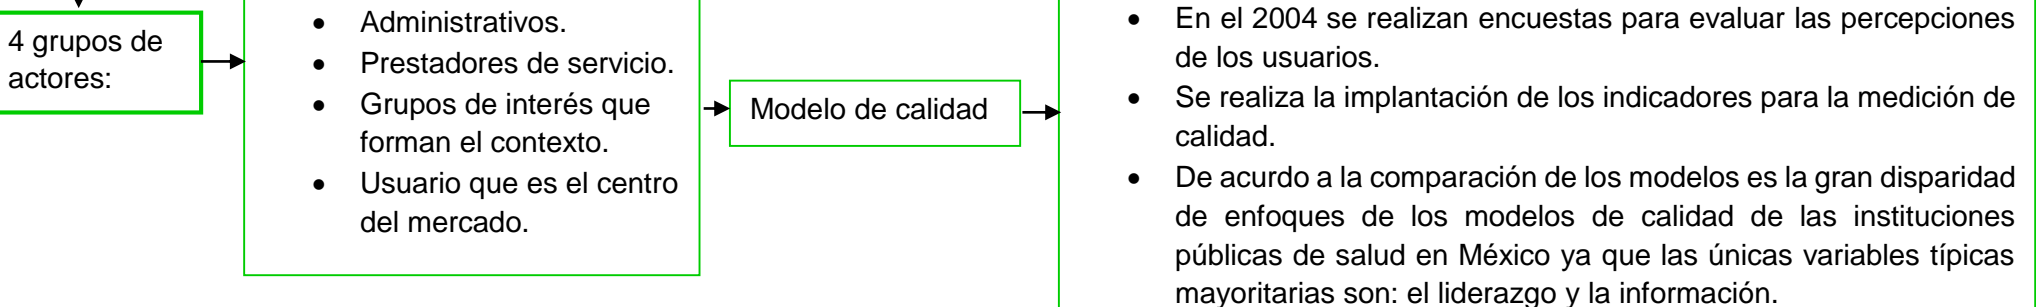 4 grupos de
actores:
• Administrativos.
• Prestadores de servicio.
• Grupos de interés que
forman el contexto.
• Usuario que es el centro
del mercado.
Modelo de calidad
• En el 2004 se realizan encuestas para evaluar las percepciones
de los usuarios.
• Se realiza la implantación de los indicadores para la medición de
calidad.
• De acurdo a la comparación de los modelos es la gran disparidad
de enfoques de los modelos de calidad de las instituciones
públicas de salud en México ya que las únicas variables típicas
mayoritarias son: el liderazgo y la información.